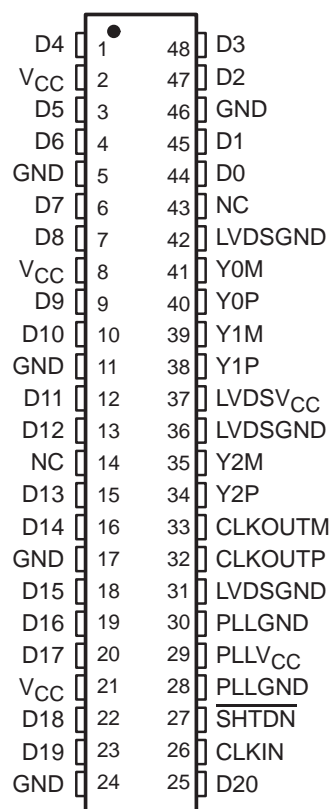 D4 1 48 D3
VCC 2 47 D2
D5 3 46 GND
D6 4 45 D1
GND 5 44 D0
D7 6 43 NC
D8 7 42 LVDSGND
VCC 8 41 Y0M
D9 9 40 Y0P
D10 10 39 Y1M
GND 11 38 Y1P
D11 12 37 LVDSVCC
D12 13 36 LVDSGND
NC 14 35 Y2M
D13 15 34 Y2P
D14 16 33 CLKOUTM
GND 17 32 CLKOUTP
D15 18 31 LVDSGND
D16 19 30 PLLGND
D17 20 29 PLLVCC
VCC 21 28 PLLGND
D18 22 27 SHTDN
D19 23 26 CLKIN
GND 24 25 D20